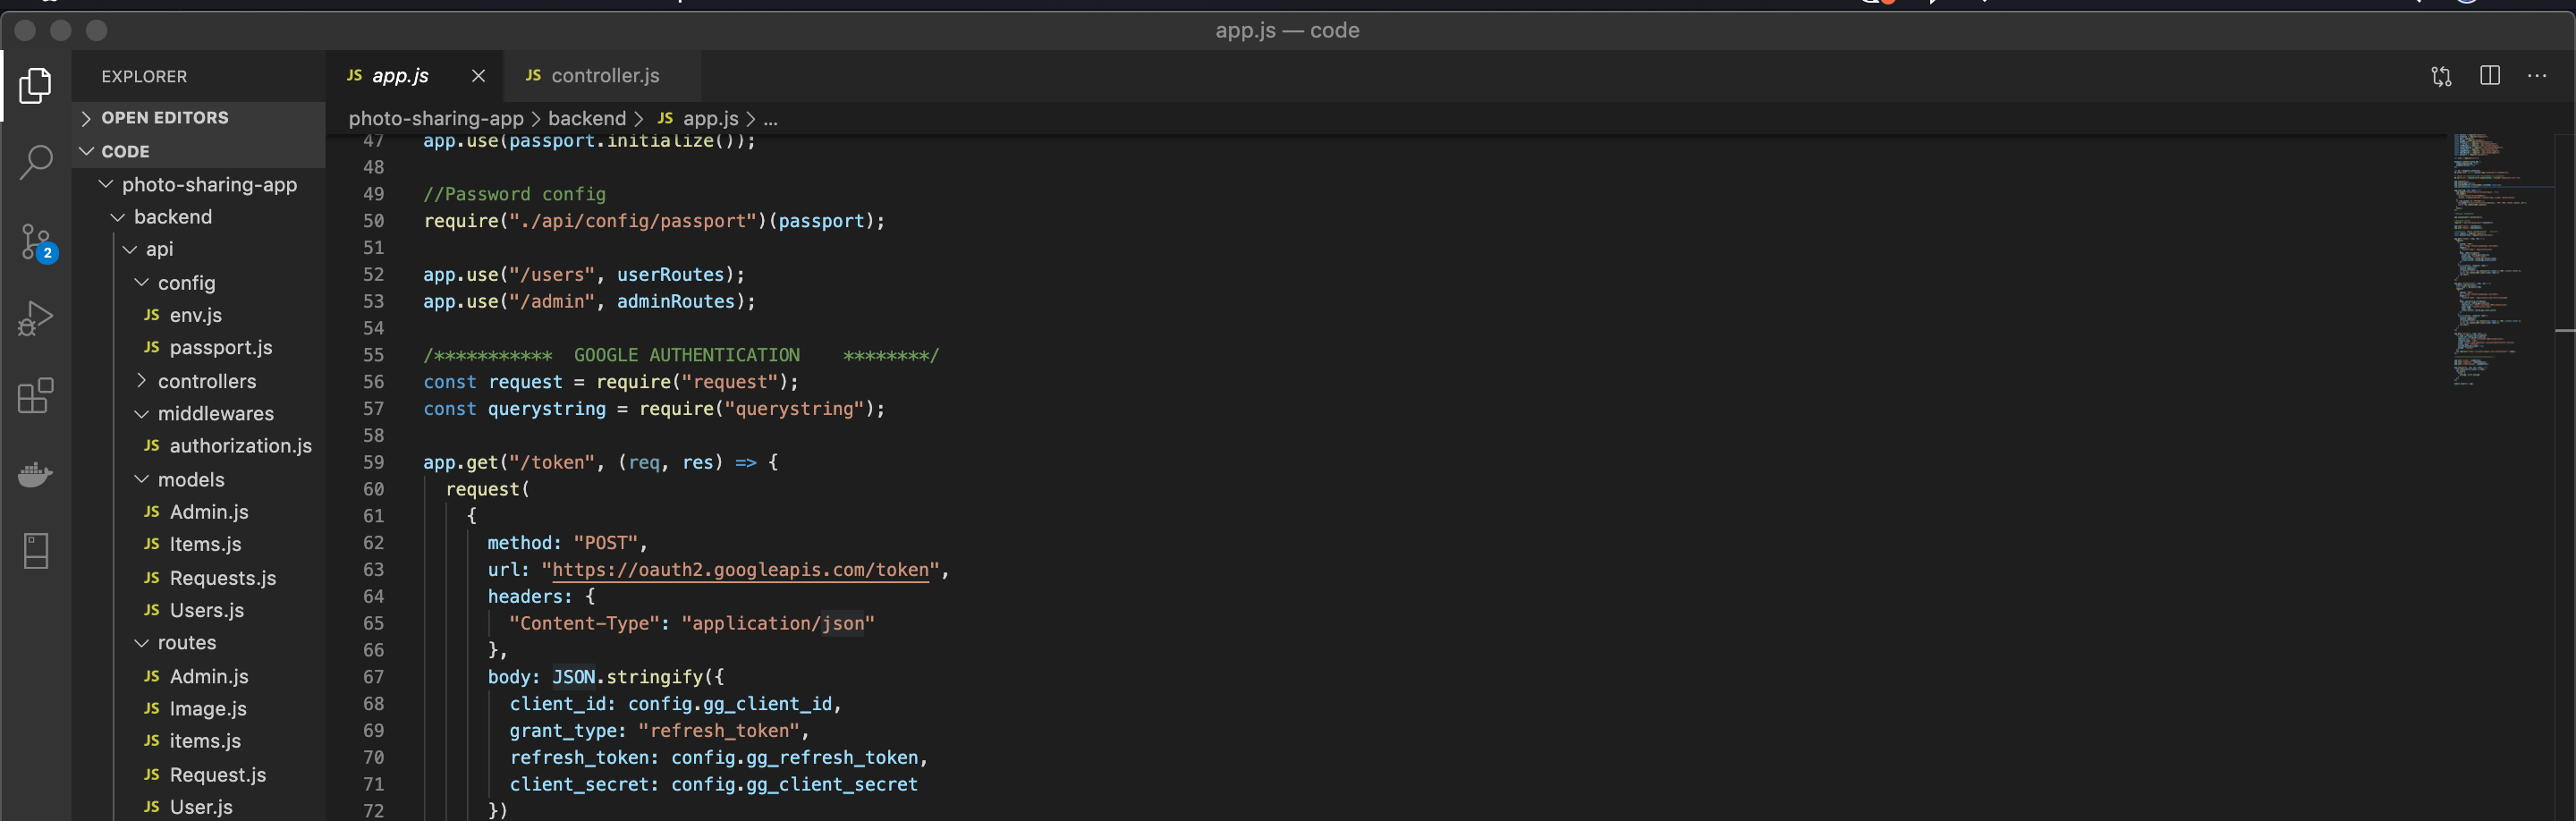 app.js — code
EXPLORER
OPEN EDITORS
CODE
photo-sharing-app
backend
api
config
JS env.js
JS passport.js
controllers
middlewares
JS authorization.js
models
JS Admin.js
JS Items.js
JS Requests.js
JS Users.js
routes
JS Admin.js
JS Image.js
JS items.js
JS Request.js
JS User.js
2
JS app.js
JS controller.js
photo-sharing-app > backend > JS app.js > ...
47 app.use(passport.initialize());
48
49 //Password config
50 require("./api/config/passport")(passport);
51
52 app.use("/users", userRoutes);
53 app.use("/admin", adminRoutes);
54
55 /*********** GOOGLE AUTHENTICATION ********/
56 const request = require("request");
57 const querystring = require("querystring");
58
59 app.get("/token", (req, res) => {
60 request(
61 {
62 method: "POST",
63 url: "https://oauth2.googleapis.com/token",
64 headers: {
65 "Content-Type": "application/json"
66 },
67 body: JSON.stringify({
68 client_id: config.gg_client_id,
69 grant_type: "refresh_token",
70 refresh_token: config.gg_refresh_token,
71 client_secret: config.gg_client_secret
72 })